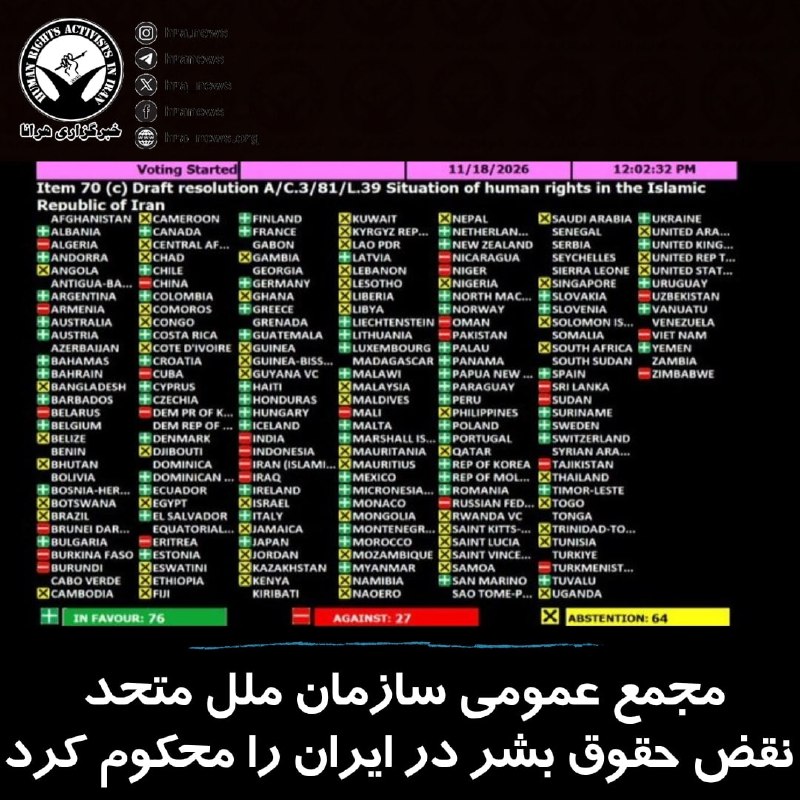 HUMAN RIGHTS ACTIVISTS IN IRAN
خبرگزاری هرانا
Voting Started
11/18/2026
12:02:32 PM
Item 70 (c) Draft resolution A/C.3/81/L.39 Situation of human rights in the Islamic
Republic of Iran
AFGHANISTAN
ALBANIA
ALGERIA
ANDORRA
ANGOLA
ANTIGUA-BA...
ARGENTINA
ARMENIA
AUSTRALIA
AUSTRIA
AZERBAIJAN
BAHAMAS
BAHRAIN
BANGLADESH
BARBADOS
BELARUS
BELGIUM
BELIZE
BENIN
BHUTAN
BOLIVIA
BOSNIA-HER...
BOTSWANA
BRAZIL
BRUNEI DAR...
BULGARIA
BURKINA FASO
BURUNDI
CABO VERDE
CAMBODIA
CAMEROON
CANADA
CENTRAL AF...
CHAD
CHILE
CHINA
COLOMBIA
COMOROS
CONGO
COSTA RICA
COTE D'IVOIRE
CROATIA
CUBA
CYPRUS
CZECHIA
DEM PR OF K...
DEM REP OF ...
DENMARK
DJIBOUTI
DOMINICA
DOMINICAN ...
ECUADOR
EGYPT
EL SALVADOR
EQUATORIAL...
ERITREA
ESTONIA
ESWATINI
ETHIOPIA
FIJI
FINLAND
FRANCE
GABON
GAMBIA
GEORGIA
GERMANY
GHANA
GREECE
GRENADA
GUATEMALA
GUINEA
GUINEA-BISS...
GUYANA VC
HAITI
HONDURAS
HUNGARY
ICELAND
INDIA
INDONESIA
IRAN (ISLAMI...
IRAQ
IRELAND
ISRAEL
ITALY
JAMAICA
JAPAN
JORDAN
KAZAKHSTAN
KENYA
KIRIBATI
KUWAIT
KYRGYZ REP...
LAO PDR
LATVIA
LEBANON
LESOTHO
LIBERIA
LIBYA
LIECHTENSTEIN
LITHUANIA
LUXEMBOURG
MADAGASCAR
MALAWI
MALAYSIA
MALDIVES
MALI
MALTA
MARSHALL IS...
MAURITANIA
MAURITIUS
MEXICO
MICRONESIA...
MONACO
MONGOLIA
MONTENEGR...
MOROCCO
MOZAMBIQUE
MYANMAR
NAMIBIA
NAOERO
NEPAL
NETHERLAN...
NEW ZEALAND
NICARAGUA
NIGER
NIGERIA
NORTH MAC...
NORWAY
OMAN
PAKISTAN
PALAU
PANAMA
PAPUA NEW ...
PARAGUAY
PERU
PHILIPPINES
POLAND
PORTUGAL
QATAR
REP OF KOREA
REP OF MOL...
ROMANIA
RUSSIAN FED...
RWANDA VC
SAINT KITTS-...
SAINT LUCIA
SAINT VINCE...
SAMOA
SAN MARINO
SAO TOME-P...
SAUDI ARABIA
SENEGAL
SERBIA
SEYCHELLES
SIERRA LEONE
SINGAPORE
SLOVAKIA
SLOVENIA
SOLOMON IS...
SOMALIA
SOUTH AFRICA
SOUTH SUDAN
SPAIN
SRI LANKA
SUDAN
SURINAME
SWEDEN
SWITZERLAND
SYRIAN ARA...
TAJIKISTAN
THAILAND
TIMOR-LESTE
TOGO
TONGA
TRINIDAD-TO...
TUNISIA
TURKIYE
TURKMENIST...
TUVALU
UGANDA
UKRAINE
UNITED ARA...
UNITED KING...
UNITED REP T...
UNITED STAT...
URUGUAY
UZBEKISTAN
VANUATU
VENEZUELA
VIET NAM
YEMEN
ZAMBIA
ZIMBABWE
IN FAVOUR: 76
AGAINST: 27
ABSTENTION: 64
مجمع عمومی سازمان ملل متحد
نقض حقوق بشر در ایران را محکوم کرد